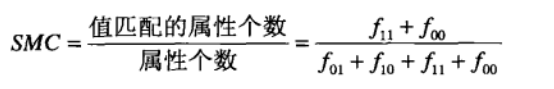 SMC = 值匹配的属性个数 / 属性个数 = f₁₁ + f₀₀ / f₀₁ + f₁₀ + f₁₁ + f₀₀